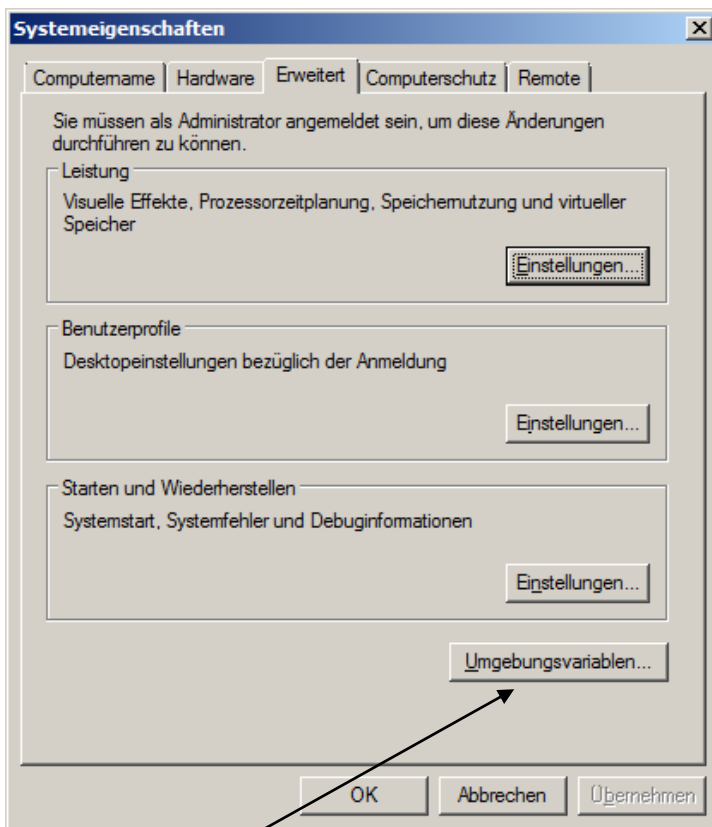 Systemeigenschaften
Computername Hardware Erweitert Computerschutz Remote
Sie müssen als Administrator angemeldet sein, um diese Änderungen
durchführen zu können.
Leistung
Visuelle Effekte, Prozessorzeitplanung, Speichernutzung und virtueller
Speicher
Einstellungen...
Benutzerprofile
Desktopeinstellungen bezüglich der Anmeldung
Einstellungen...
Starten und Wiederherstellen
Systemstart, Systemfehler und Debuginformationen
Einstellungen...
Umgebungsvariablen...
OK Abbrechen Übernehmen